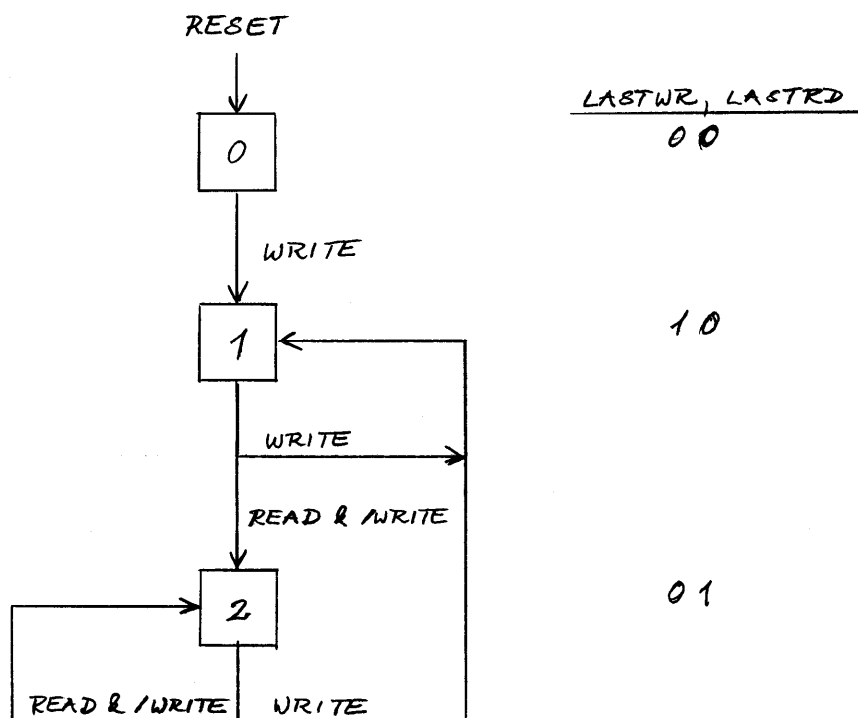 RESET
LASTWR, LASTRD
0
0 0
WRITE
1
1 0
WRITE
READ & /WRITE
2
0 1
READ & /WRITE WRITE